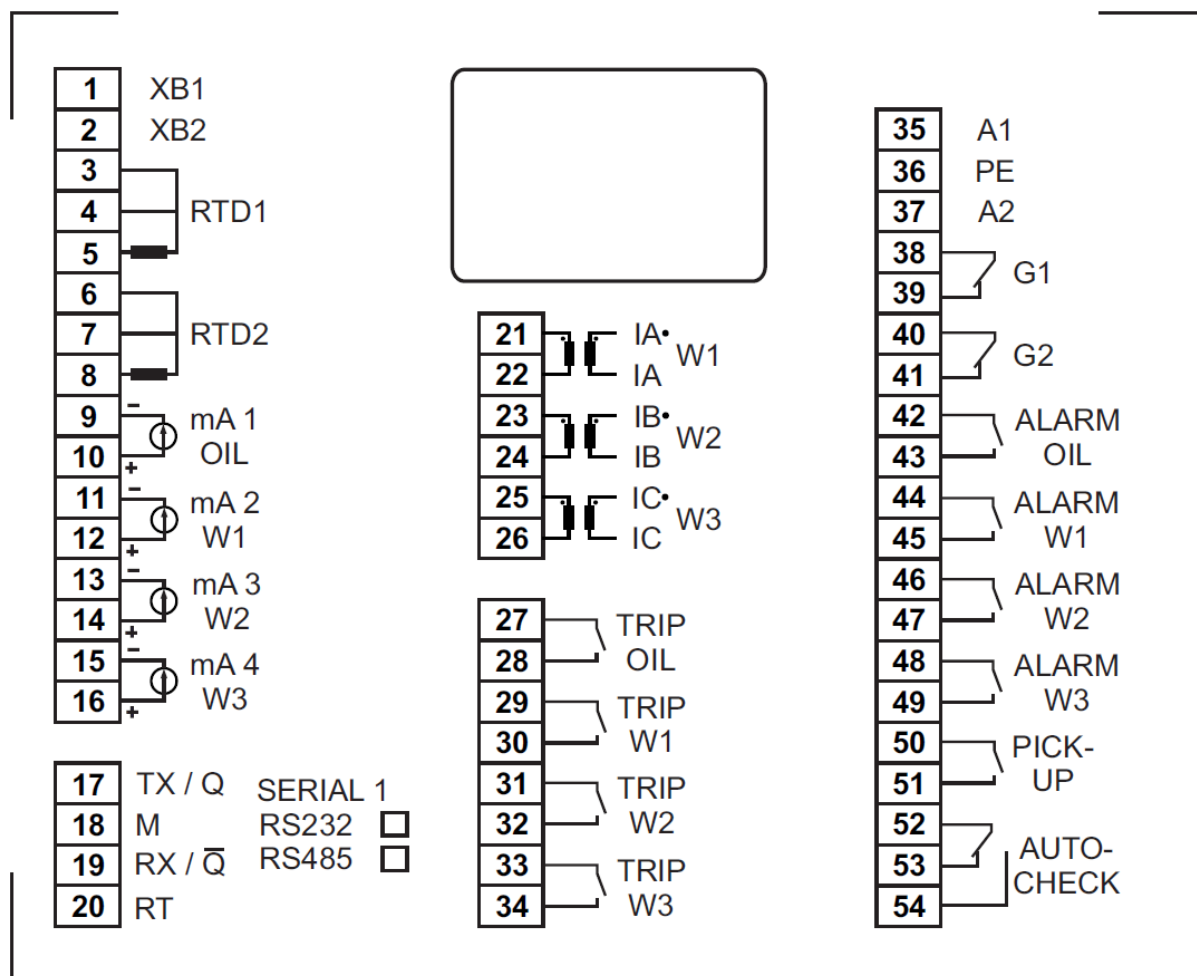 1 XB1
2 XB2
3
4 RTD1
5
6
7 RTD2
8
9 - mA 1
10 + OIL
11 - mA 2
12 + W1
13 - mA 3
14 + W2
15 - mA 4
16 + W3
17 TX / Q SERIAL 1
18 M RS232
19 RX / Q̅ RS485
20 RT
21 IA• W1
22 IA
23 IB• W2
24 IB
25 IC• W3
26 IC
27 TRIP
28 OIL
29 TRIP
30 W1
31 TRIP
32 W2
33 TRIP
34 W3
35 A1
36 PE
37 A2
38 G1
39
40 G2
41
42 ALARM
43 OIL
44 ALARM
45 W1
46 ALARM
47 W2
48 ALARM
49 W3
50 PICK-
51 UP
52
53 AUTO-
54 CHECK